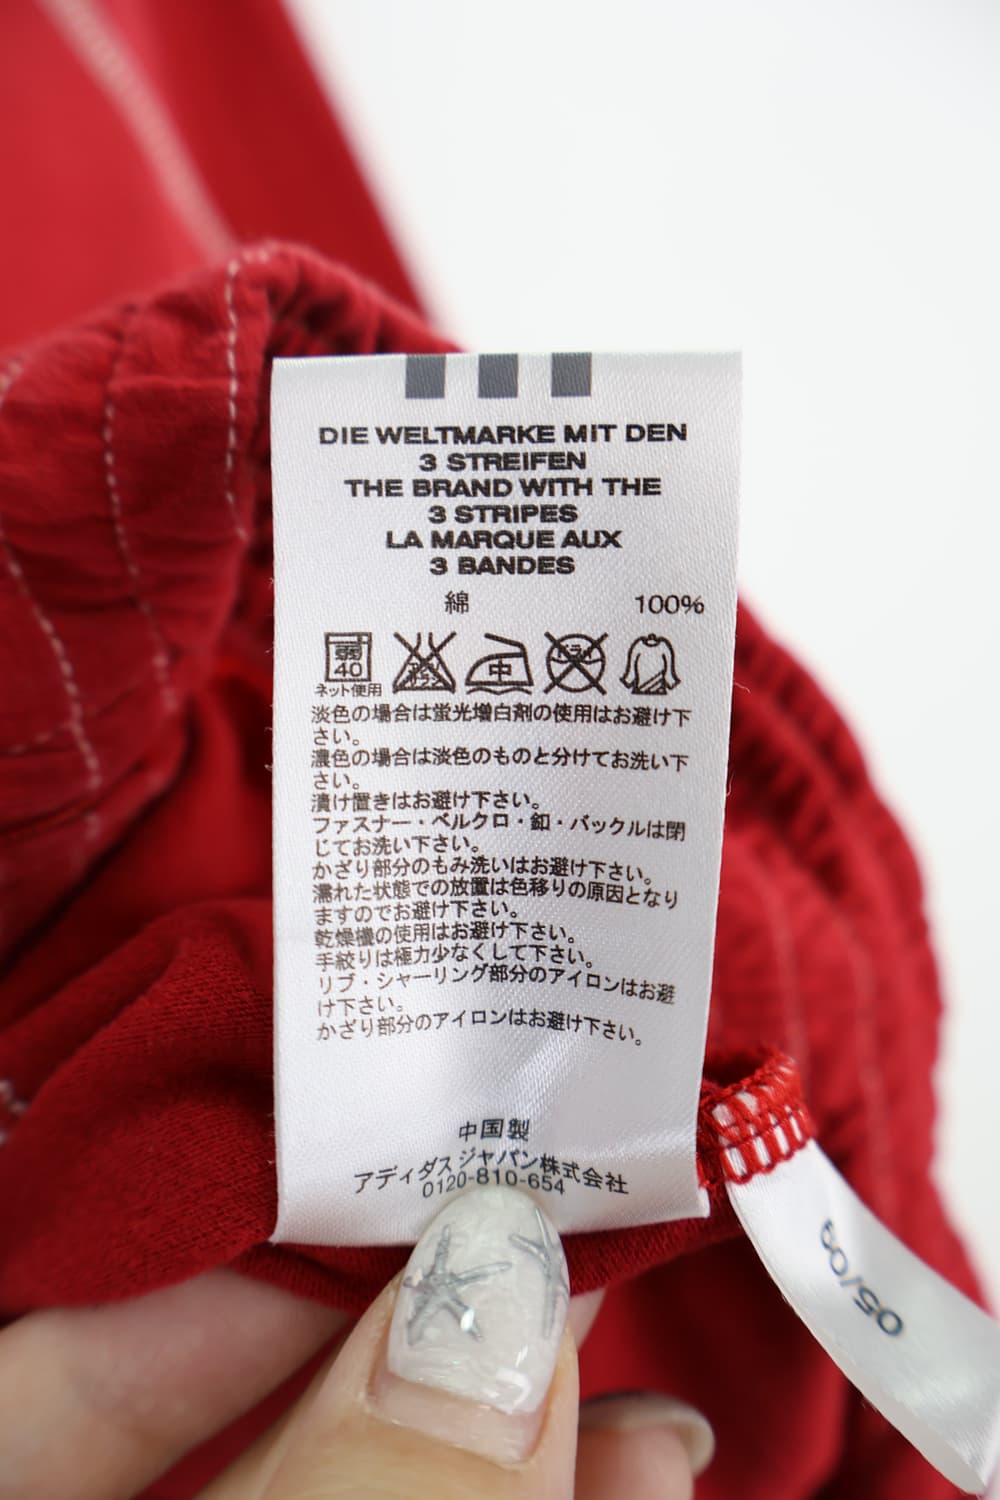 DIE WELTMARKE MIT DEN
3 STREIFEN
THE BRAND WITH THE
3 STRIPES
LA MARQUE AUX
3 BANDES
綿 100%
弱
40
エンソ
サラシ
中
ドライ
ネット使用
淡色の場合は蛍光増白剤の使用はお避け下
さい。
濃色の場合は淡色のものと分けてお洗い下
さい。
漬け置きはお避け下さい。
ファスナー・ベルクロ・釦・バックルは閉
じてお洗い下さい。
かざり部分のもみ洗いはお避け下さい。
濡れた状態での放置は色移りの原因となり
ますのでお避け下さい。
乾燥機の使用はお避け下さい。
手絞りは極力少なくして下さい。
リブ・シャーリング部分のアイロンはお避
け下さい。
かざり部分のアイロンはお避け下さい。
中国製
アディダス ジャパン株式会社
0120-810-654
05/09